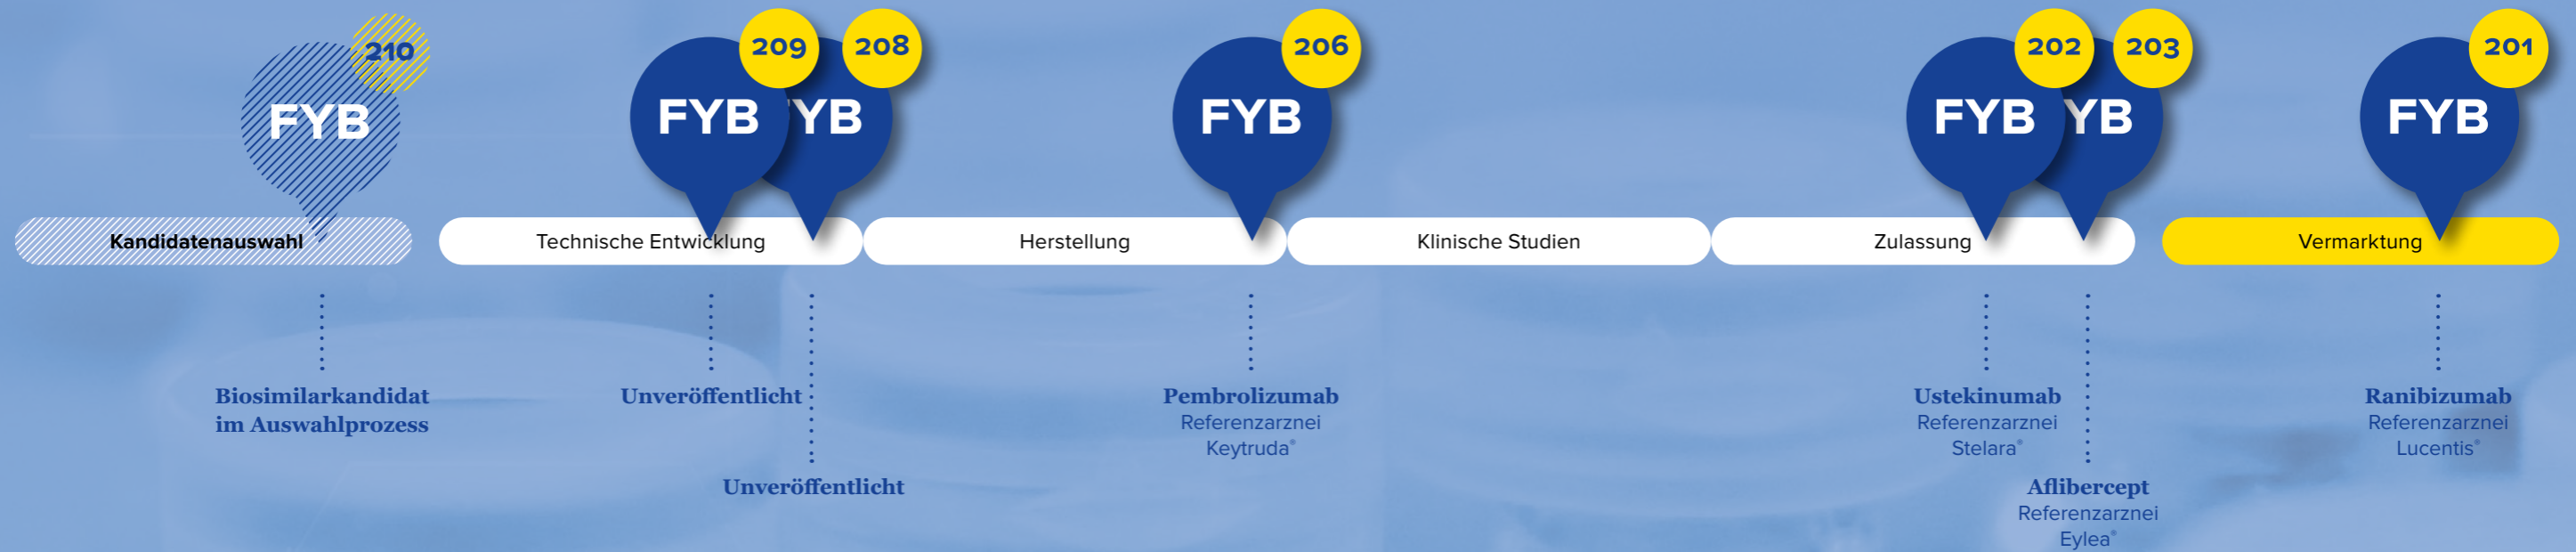 210
FYB
209
FYB
208
YB
206
FYB
202
FYB
203
YB
201
FYB
Kandidatenauswahl
Technische Entwicklung
Herstellung
Klinische Studien
Zulassung
Vermarktung
Biosimilarkandidat
im Auswahlprozess
Unveröffentlicht
Unveröffentlicht
Pembrolizumab
Referenzarznei
Keytruda®
Ustekinumab
Referenzarznei
Stelara®
Aflibercept
Referenzarznei
Eylea®
Ranibizumab
Referenzarznei
Lucentis®